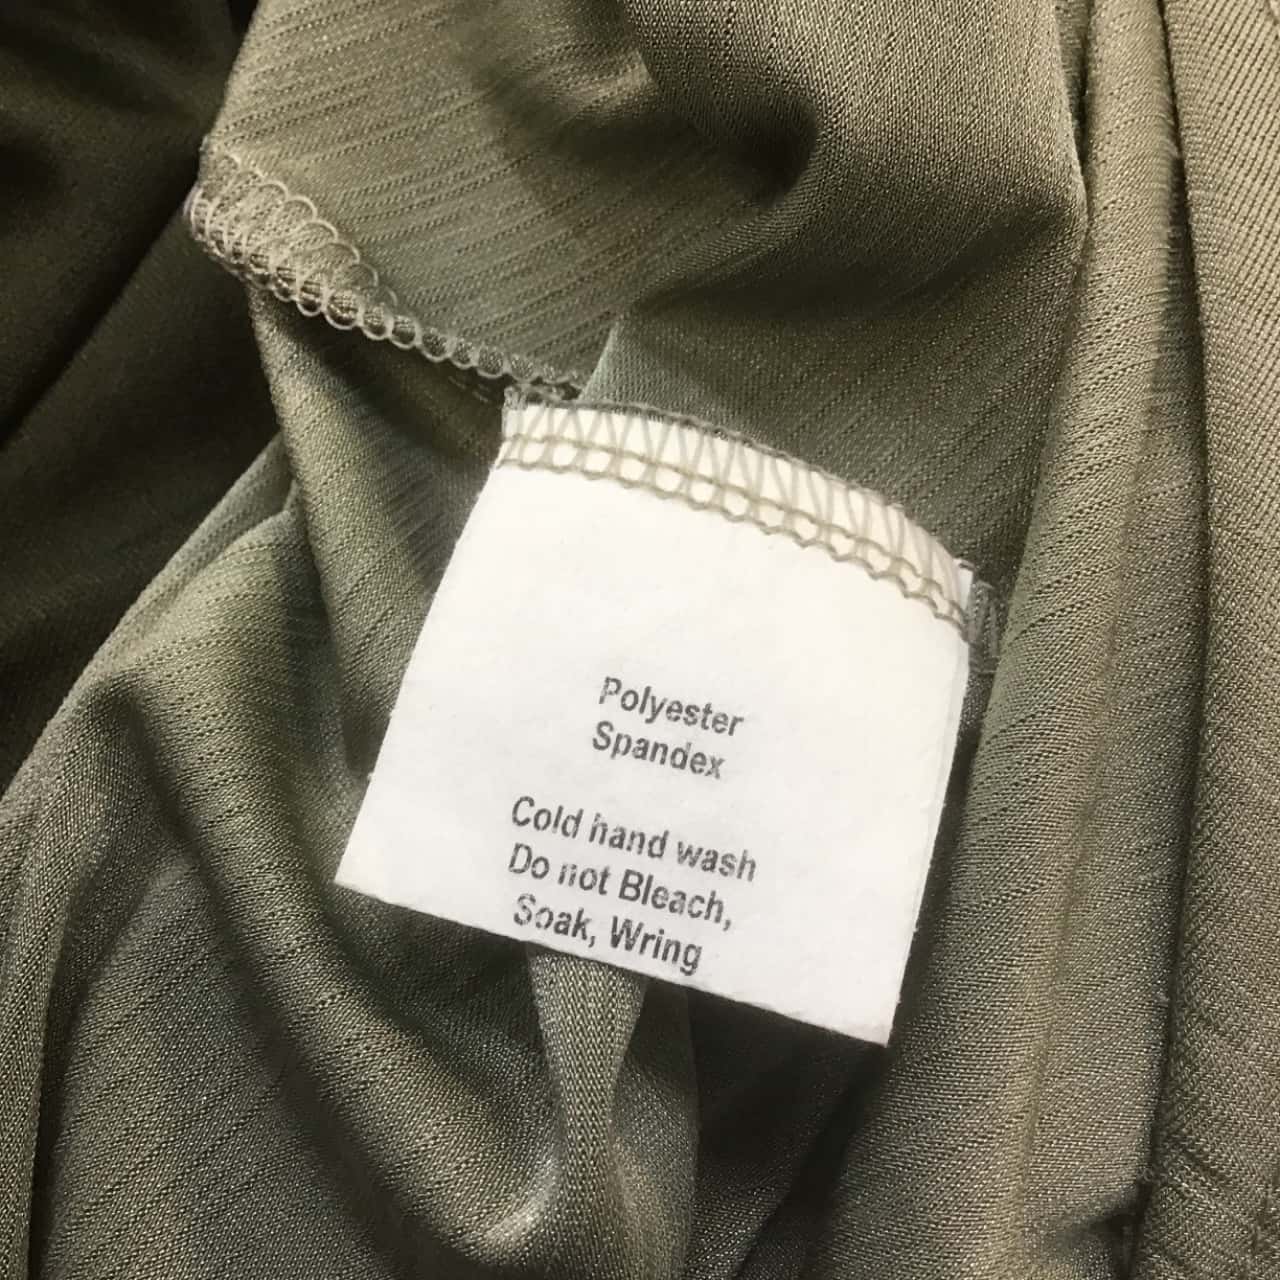 Polyester
Spandex
Cold hand wash
Do not Bleach,
Soak, Wring